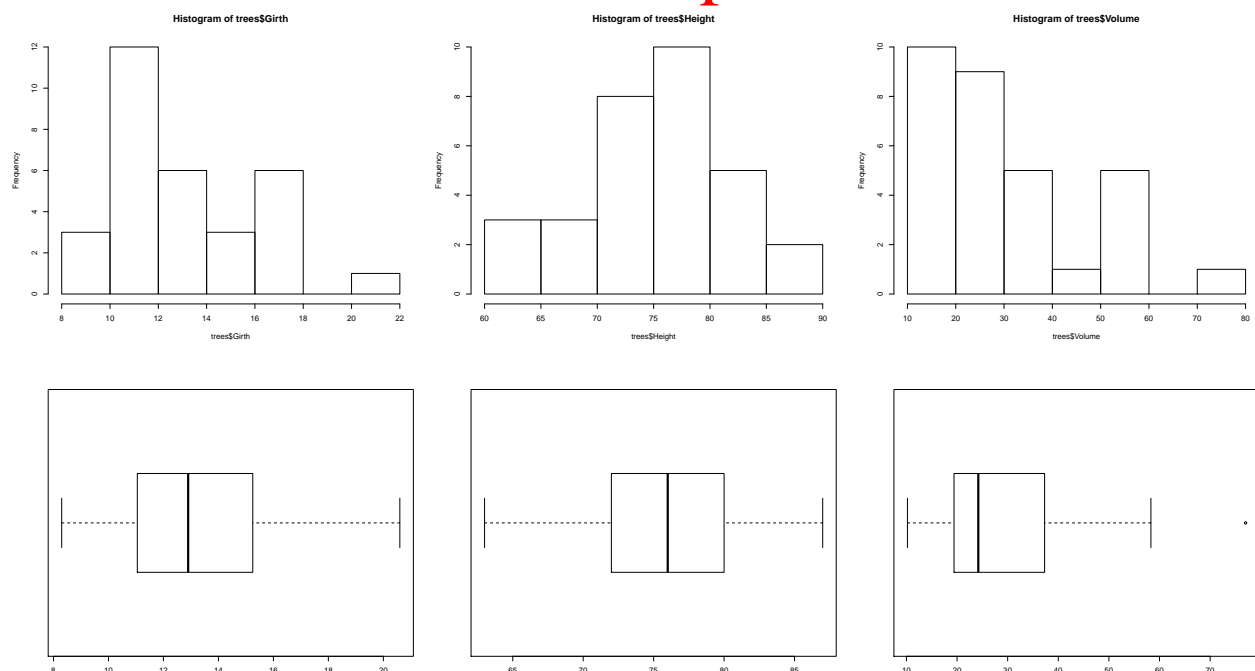 Histogram of trees$Girth
Frequency
12
10
8
6
4
2
0
8 10 12 14 16 18 20 22
trees$Girth
Histogram of trees$Height
Frequency
10
8
6
4
2
0
60 65 70 75 80 85 90
trees$Height
Histogram of trees$Volume
Frequency
10
8
6
4
2
0
10 20 30 40 50 60 70 80
trees$Volume
8 10 12 14 16 18 20
65 70 75 80 85
10 20 30 40 50 60 70